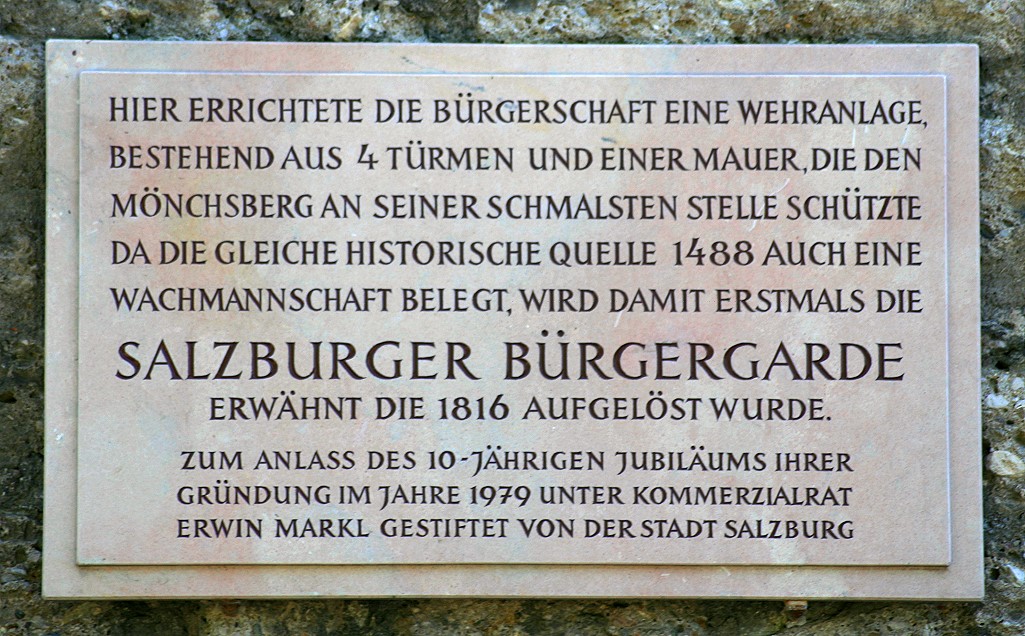 HIER ERRICHTETE DIE BÜRGERSCHAFT EINE WEHRANLAGE,
BESTEHEND AUS 4 TÜRMEN UND EINER MAUER, DIE DEN
MÖNCHSBERG AN SEINER SCHMALSTEN STELLE SCHÜTZTE
DA DIE GLEICHE HISTORISCHE QUELLE 1488 AUCH EINE
WACHMANNSCHAFT BELEGT, WIRD DAMIT ERSTMALS DIE
SALZBURGER BÜRGERGARDE
ERWÄHNT DIE 1816 AUFGELÖST WURDE.
ZUM ANLASS DES 10-JÄHRIGEN JUBILÄUMS IHRER
GRÜNDUNG IM JAHRE 1979 UNTER KOMMERZIALRAT
ERWIN MARKL GESTIFTET VON DER STADT SALZBURG